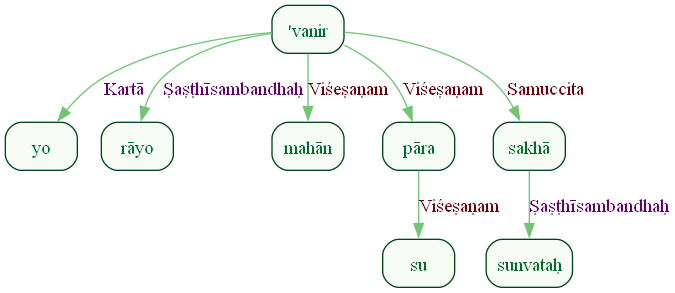 'vanir
Kartā Ṣaṣṭhīsambandhaḥ Viśeṣaṇam Viśeṣaṇam Samuccita
yo rāyo mahān pāra sakhā
Viśeṣaṇam Ṣaṣṭhīsambandhaḥ
su sunvataḥ